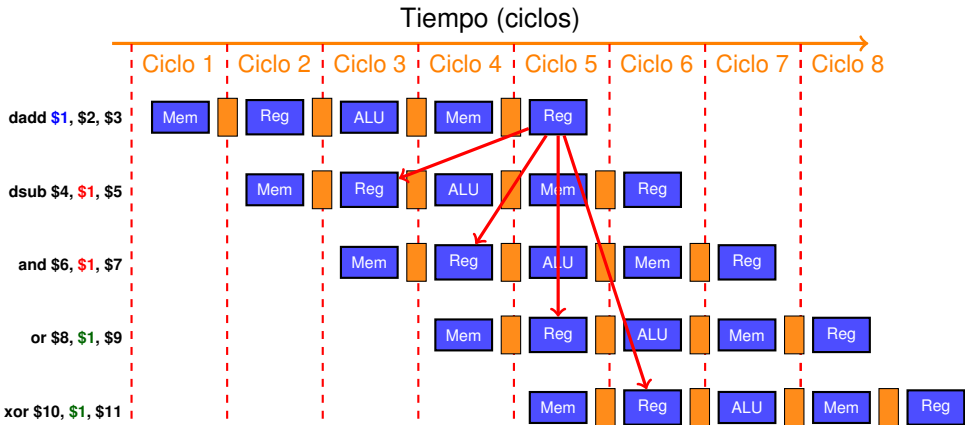 Tiempo (ciclos)
Ciclo 1 Ciclo 2 Ciclo 3 Ciclo 4 Ciclo 5 Ciclo 6 Ciclo 7 Ciclo 8
dadd $1, $2, $3 Mem Reg ALU Mem Reg
dsub $4, $1, $5 Mem Reg ALU Mem Reg
and $6, $1, $7 Mem Reg ALU Mem Reg
or $8, $1, $9 Mem Reg ALU Mem Reg
xor $10, $1, $11 Mem Reg ALU Mem Reg